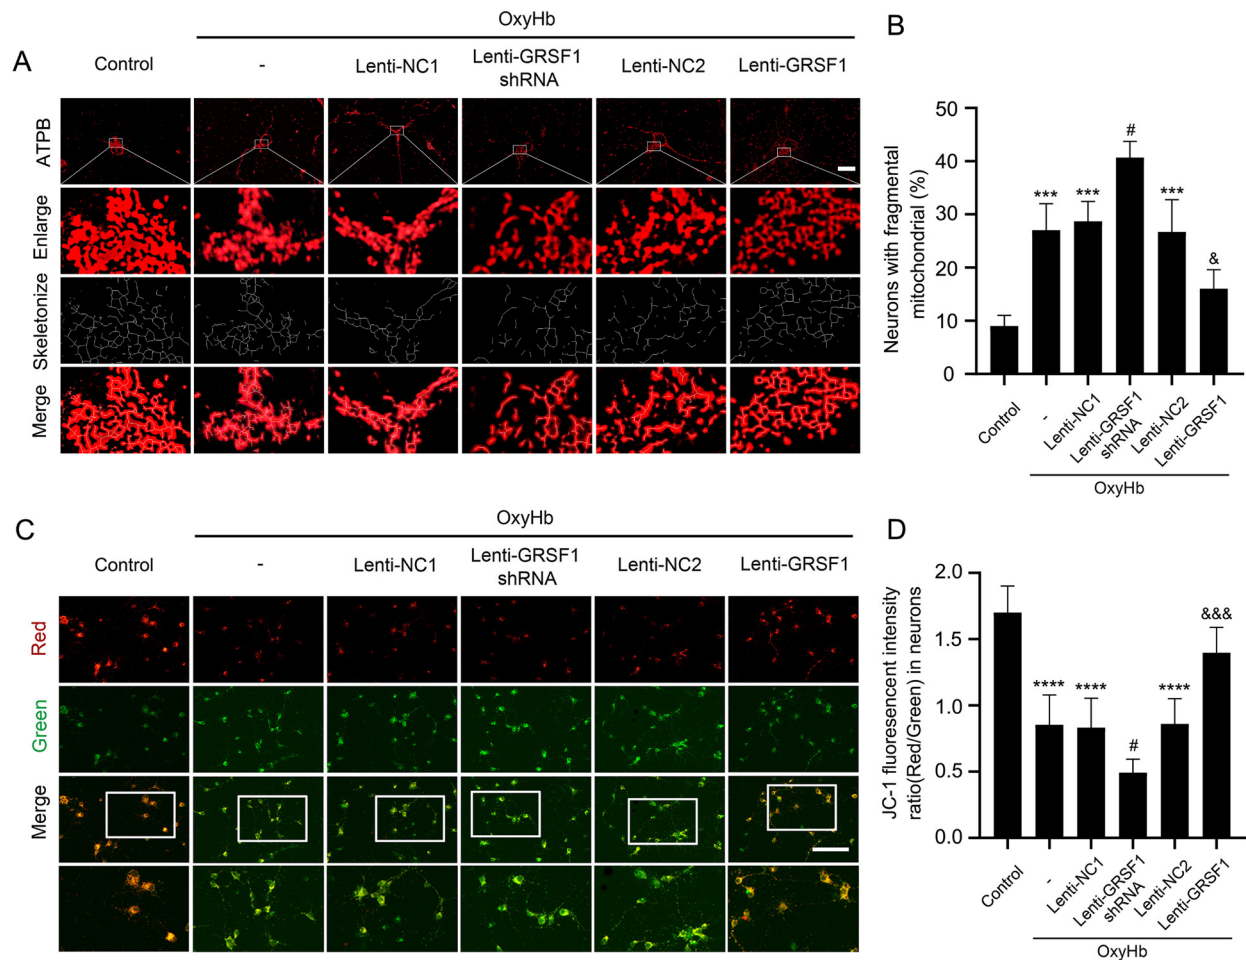 A
OxyHb
Control
-
Lenti-NC1
Lenti-GRSF1
shRNA
Lenti-NC2
Lenti-GRSF1
ATPB
Enlarge
Skeletonize
Merge
B
Neurons with fragmental
mitochondrial (%)
50
40
30
20
10
0
***
***
#
***
&
Control
-
Lenti-NC1
Lenti-GRSF1
shRNA
Lenti-NC2
Lenti-GRSF1
OxyHb
C
OxyHb
Control
-
Lenti-NC1
Lenti-GRSF1
shRNA
Lenti-NC2
Lenti-GRSF1
Red
Green
Merge
D
JC-1 fluoresencent intensity
ratio(Red/Green) in neurons
2.0
1.5
1.0
0.5
0.0
****
****
#
****
&&&
Control
-
Lenti-NC1
Lenti-GRSF1
shRNA
Lenti-NC2
Lenti-GRSF1
OxyHb